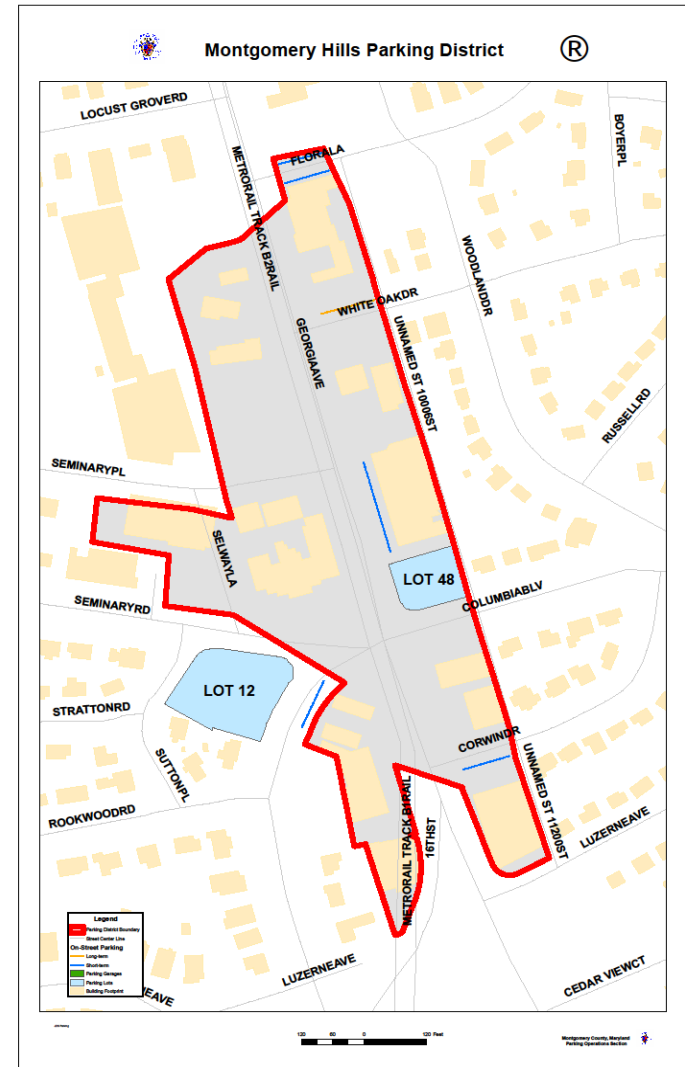 Montgomery Hills Parking District
®
LOCUST GROVERD
BOYERPL
FLORALA
METRORAIL TRACK B2RAIL
WOODLANDDR
WHITE OAKDR
GEORGIAAVE
UNNAMED ST 10006ST
RUSSELLRD
SEMINARYPL
SELWAYLA
LOT 48
COLUMBIABLV
SEMINARYRD
LOT 12
STRATTONRD
CORWINDR
SUTTONPL
UNNAMED ST 11200ST
ROOKWOODRD
METRORAIL TRACK B1RAIL
16THST
LUZERNEAVE
LUZERNEAVE
CEDAR VIEWCT
NEAVE
Legend
Parking District Boundary
Street Center Line
On-Street Parking
Long-term
Short-term
Parking Garages
Parking Lots
Building Footprint
120 60 0 120 Feet
Montgomery County, Maryland
Parking Operations Section